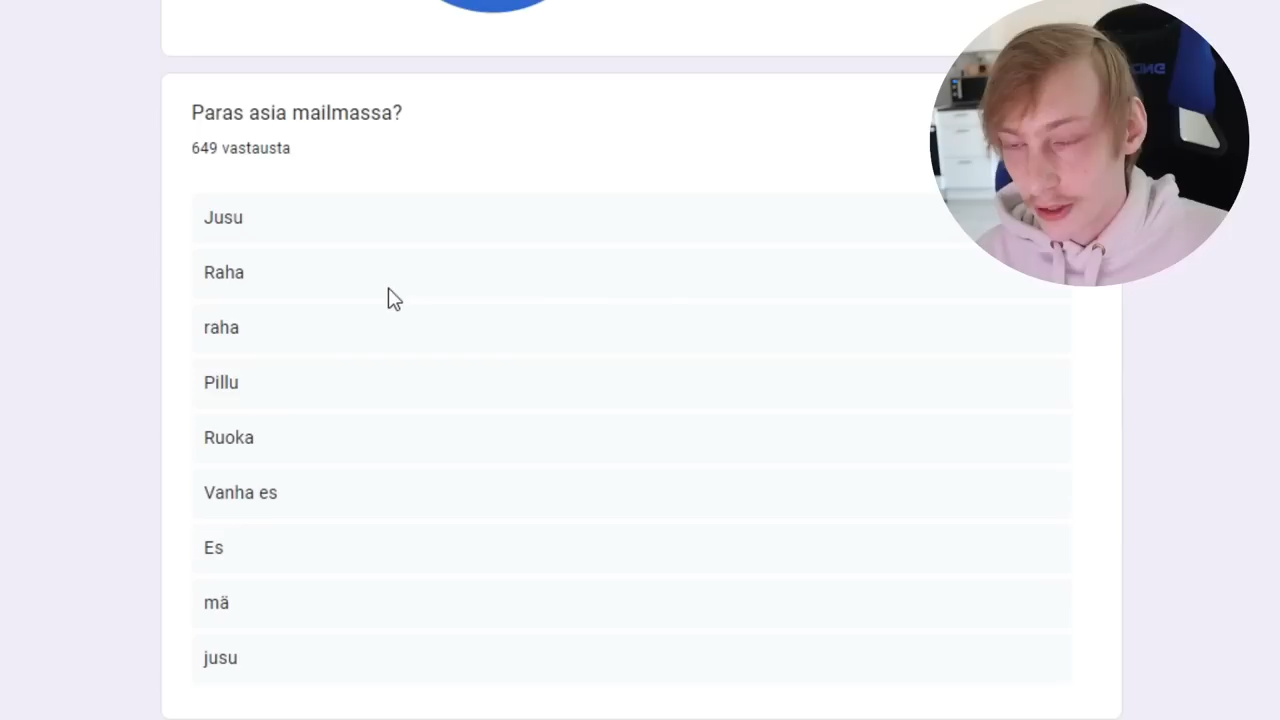 Paras asia mailmassa?
649 vastausta
Jusu
Raha
raha
Pillu
Ruoka
Vanha es
Es
mä
jusu